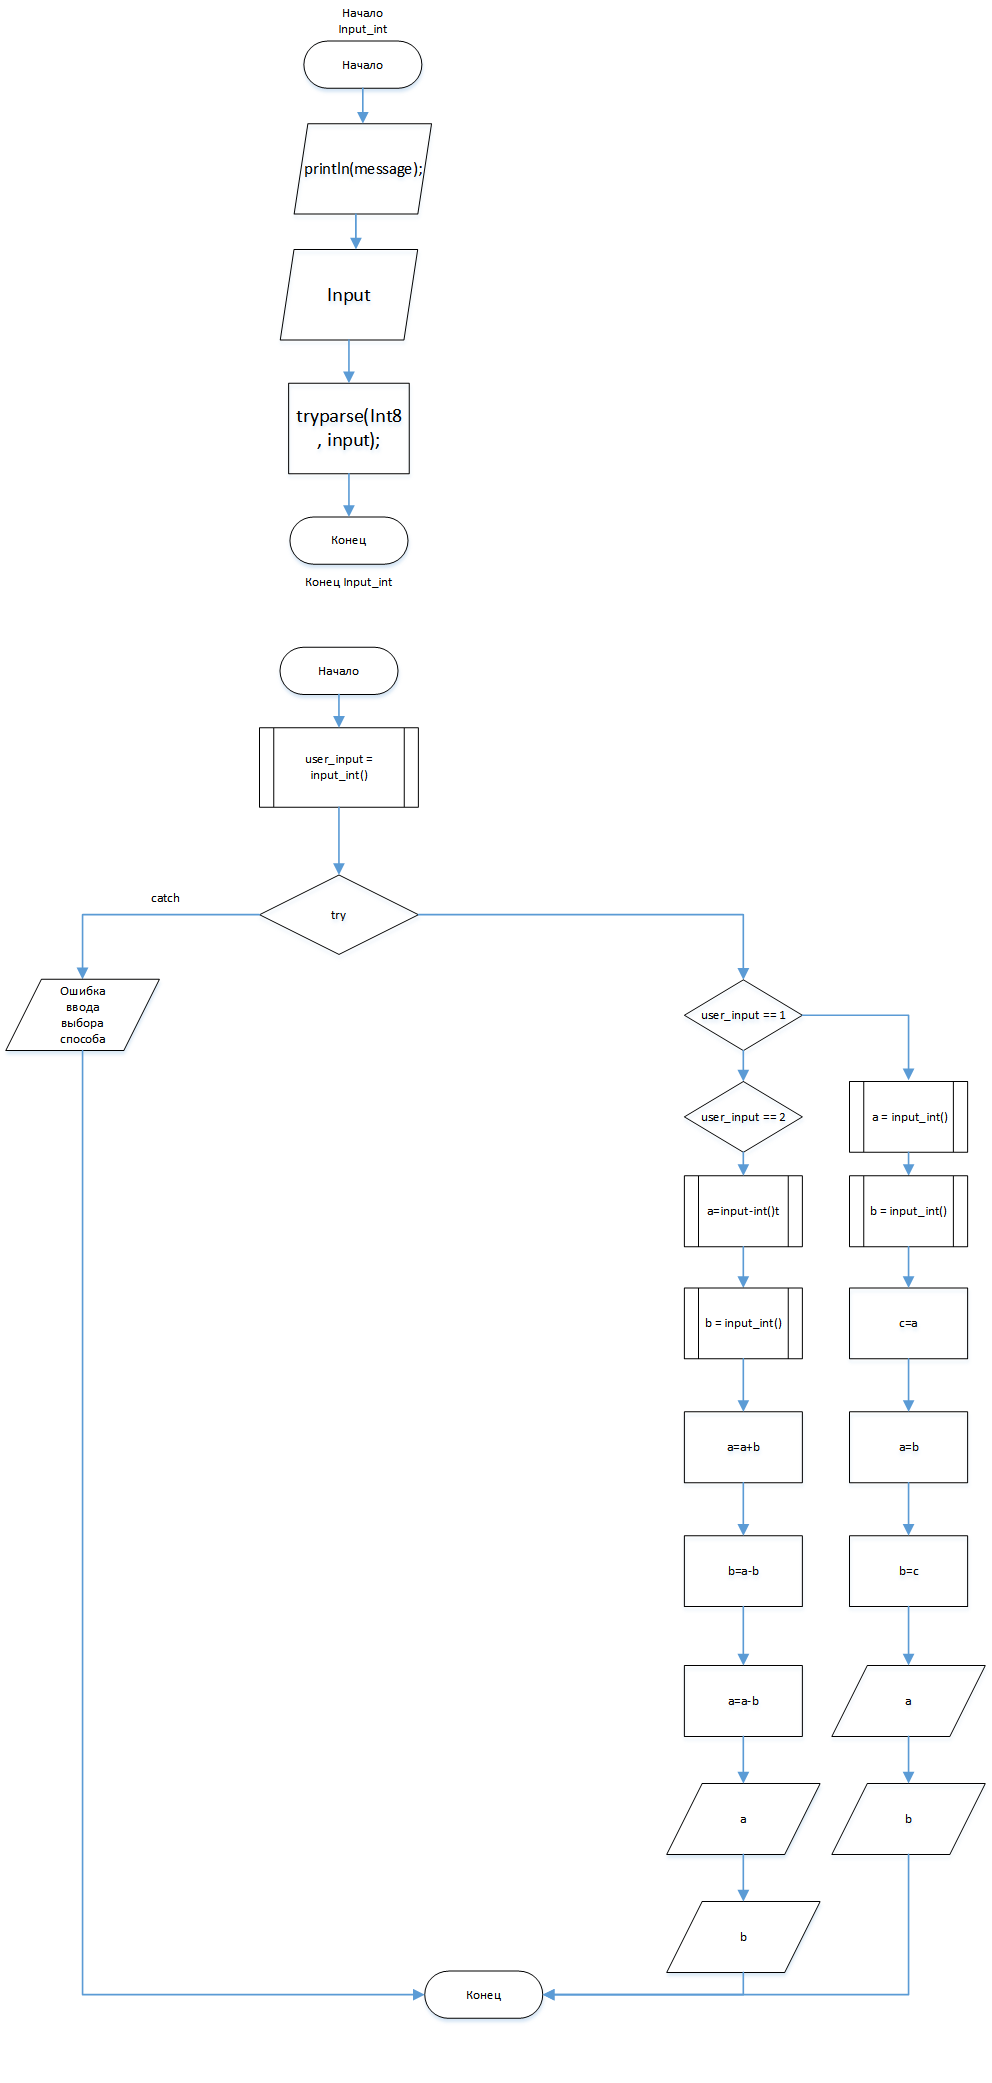 Начало
Input_int
Начало
println(message);
Input
tryparse(Int8
, input);
Конец
Конец Input_int
Начало
user_input =
input_int()
try
catch
Ошибка
ввода
выбора
способа
user_input == 1
user_input == 2
a=input-int()t
b = input_int()
a=a+b
b=a-b
a=a-b
a
b
a = input_int()
b = input_int()
c=a
a=b
b=c
a
b
Конец